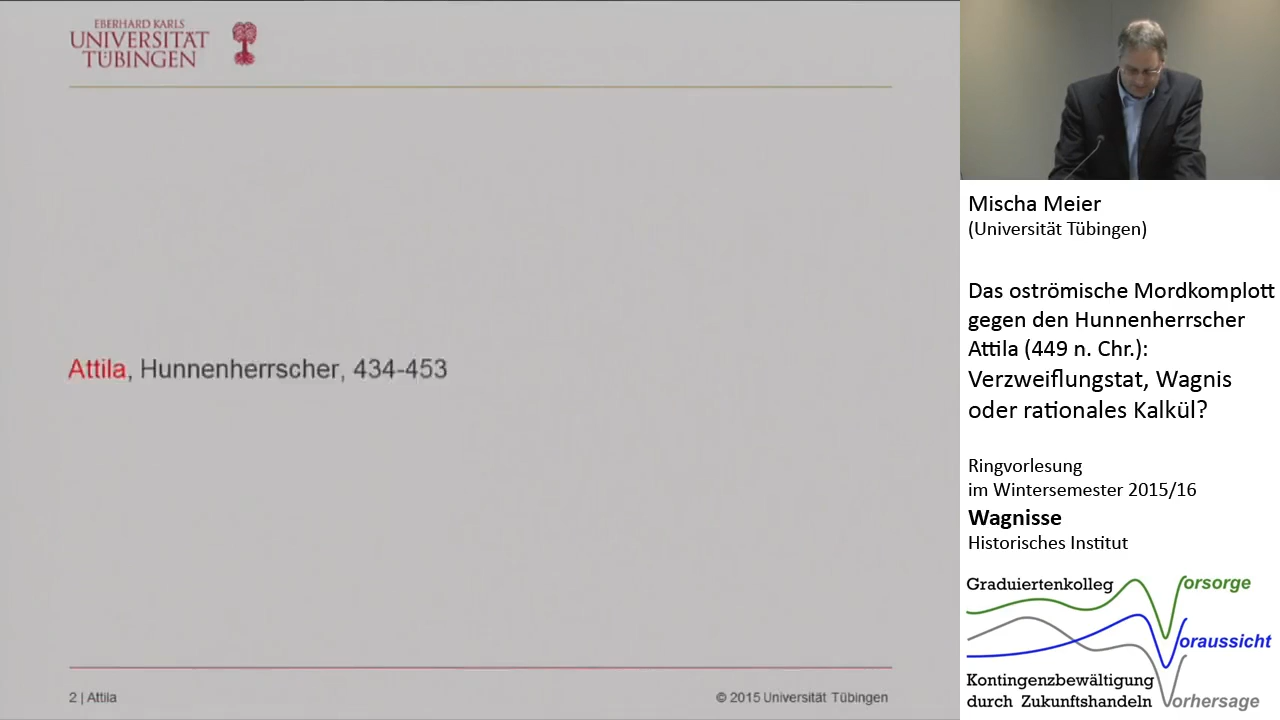 EBERHARD KARLS
UNIVERSITÄT
TÜBINGEN
Attila, Hunnenherrscher, 434-453
2 | Attila
© 2015 Universität Tübingen
Mischa Meier
(Universität Tübingen)
Das oströmische Mordkomplott
gegen den Hunnenherrscher
Attila (449 n. Chr.):
Verzweiflungstat, Wagnis
oder rationales Kalkül?
Ringvorlesung
im Wintersemester 2015/16
Wagnisse
Historisches Institut
Graduiertenkolleg
Vorsorge
Voraussicht
Vorhersage
Kontingenzbewältigung
durch Zukunftshandeln